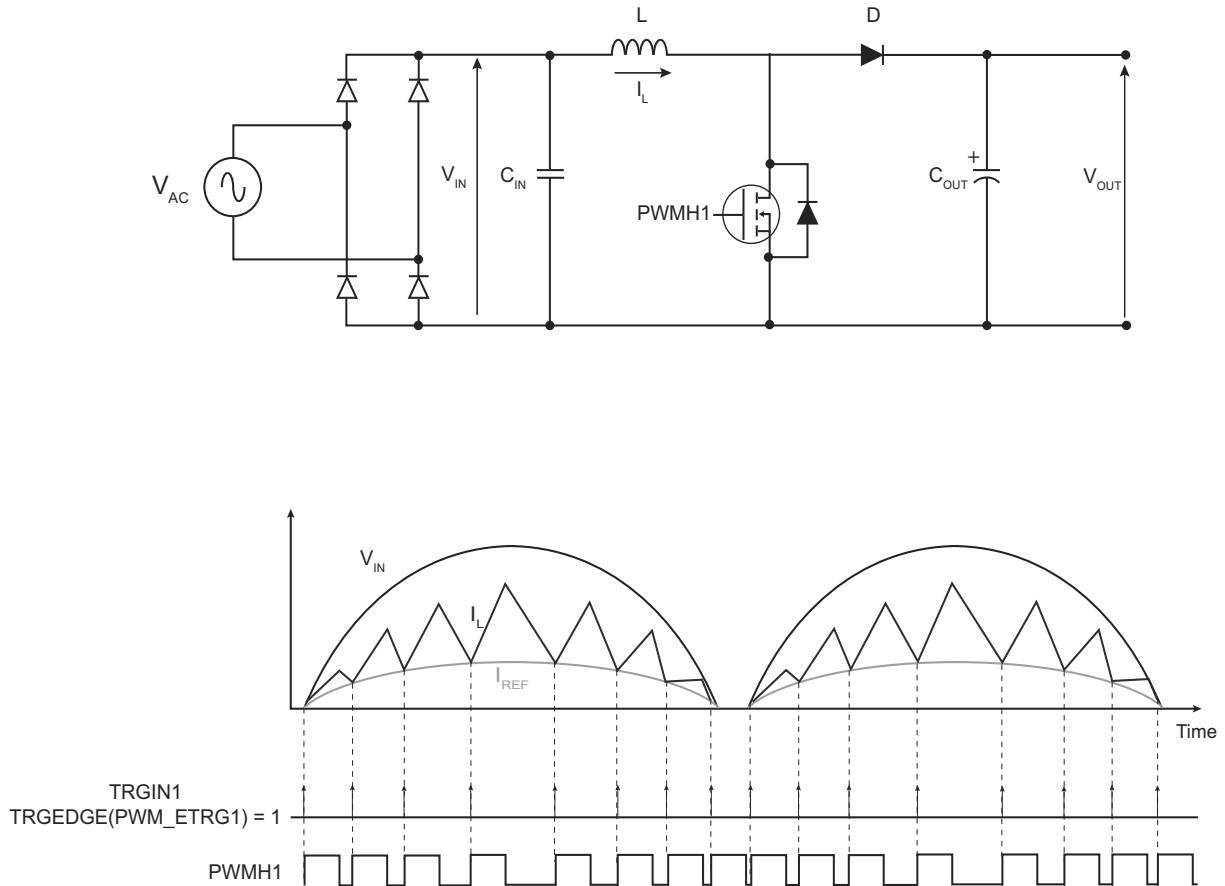 L
D
I_L
V_AC
V_IN
C_IN
PWMH1
+
C_OUT
V_OUT
V_IN
I_L
I_REF
Time
TRGIN1
TRGEDGE(PWM_ETRG1) = 1
PWMH1